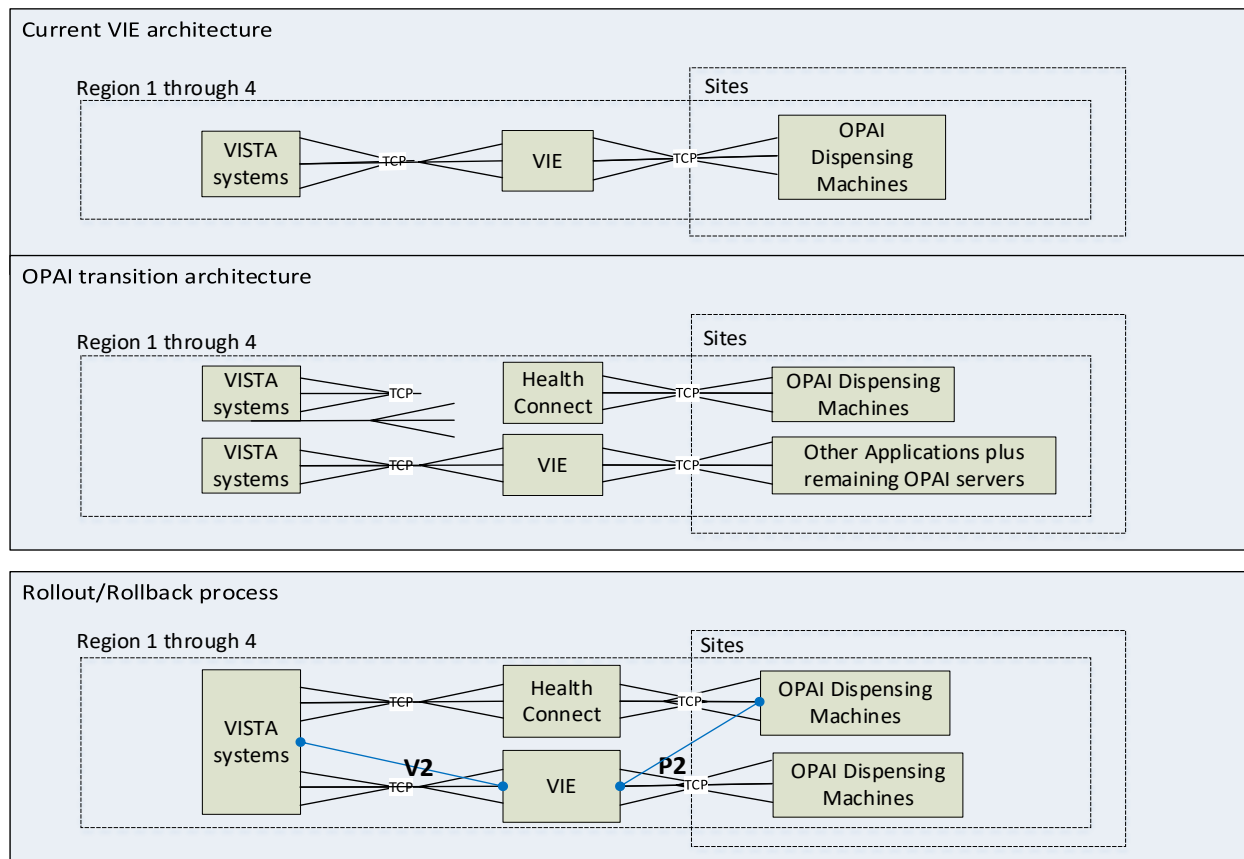 Current VIE architecture
Region 1 through 4
Sites
VISTA
systems
TCP
VIE
TCP
OPAI
Dispensing
Machines
OPAI transition architecture
Region 1 through 4
Sites
VISTA
systems
TCP
Health
Connect
TCP
OPAI Dispensing
Machines
VISTA
systems
TCP
VIE
TCP
Other Applications plus
remaining OPAI servers
Rollout/Rollback process
Region 1 through 4
Sites
VISTA
systems
TCP
Health
Connect
TCP
OPAI Dispensing
Machines
V2
P2
TCP
VIE
TCP
OPAI Dispensing
Machines